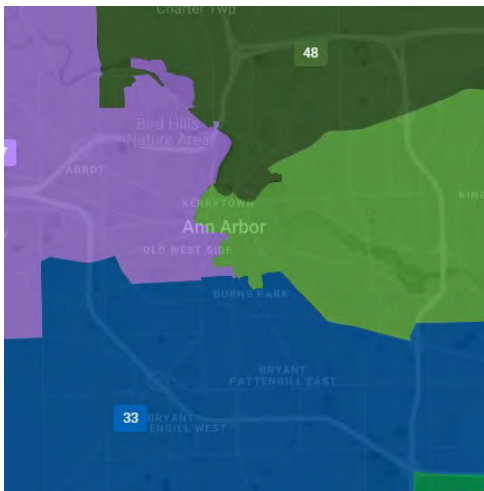 Charter Twp
48
Bird Hills
Nature Area
ABBOT
KERRYTOWN
Ann Arbor
OLD WEST SIDE
BURNS PARK
BRYANT
PATTENGILL EAST
33
BRYANT
ENGILL WEST